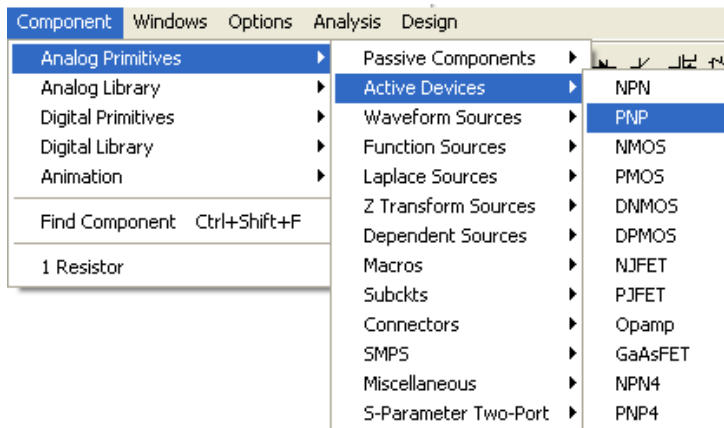 Component Windows Options Analysis Design
Analog Primitives
Analog Library
Digital Primitives
Digital Library
Animation
Find Component Ctrl+Shift+F
1 Resistor
Passive Components
Active Devices
Waveform Sources
Function Sources
Laplace Sources
Z Transform Sources
Dependent Sources
Macros
Subckts
Connectors
SMPS
Miscellaneous
S-Parameter Two-Port
NPN
PNP
NMOS
PMOS
DNMOS
DPMOS
NJFET
PJFET
Opamp
GaAsFET
NPN4
PNP4